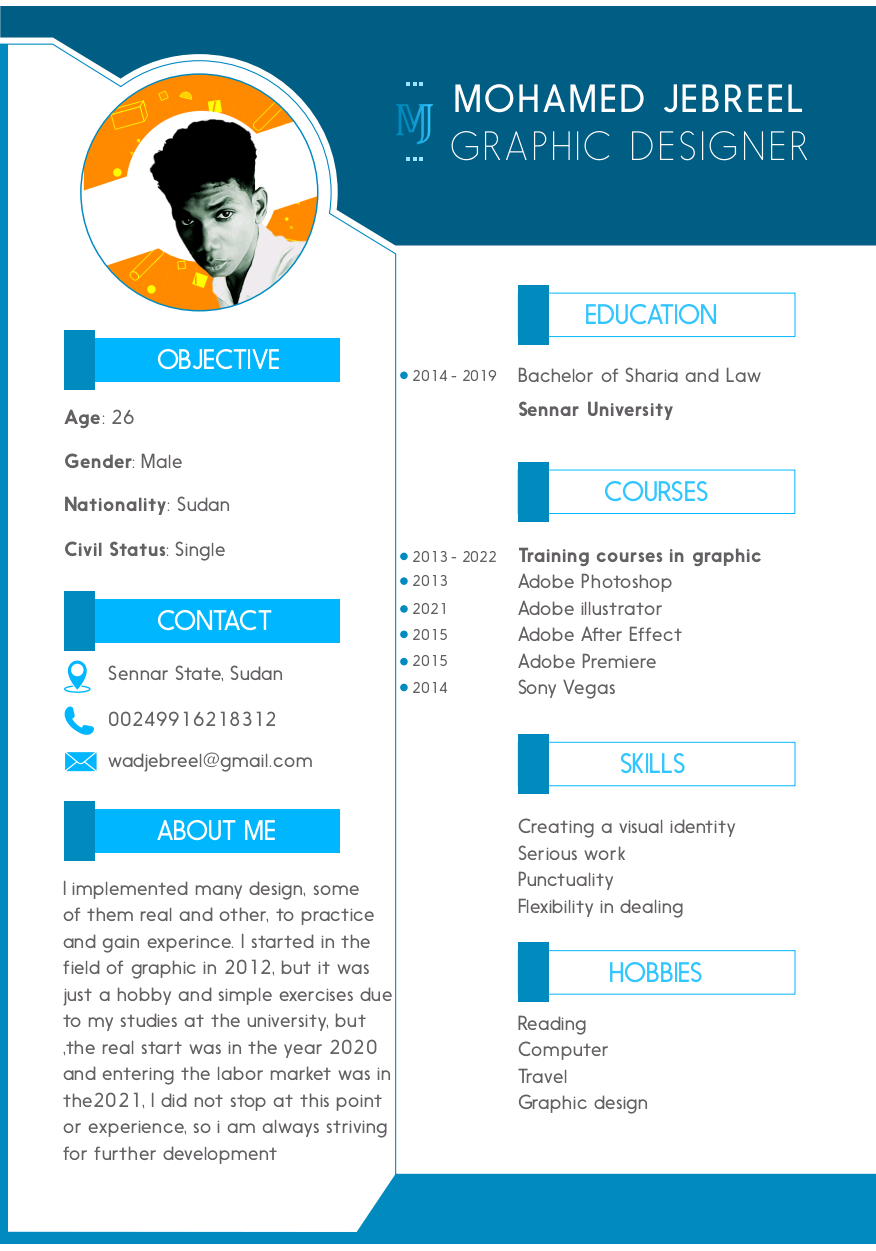 MJ
MOHAMED JEBREEL
GRAPHIC DESIGNER
OBJECTIVE
Age: 26
Gender: Male
Nationality: Sudan
Civil Status: Single
CONTACT
Sennar State, Sudan
00249916218312
wadjebreel@gmail.com
ABOUT ME
I implemented many design, some
of them real and other, to practice
and gain experince. I started in the
field of graphic in 2012, but it was
just a hobby and simple exercises due
to my studies at the university, but
,the real start was in the year 2020
and entering the labor market was in
the2021, I did not stop at this point
or experience, so i am always striving
for further development
EDUCATION
2014 - 2019 Bachelor of Sharia and Law
Sennar University
COURSES
2013 - 2022 Training courses in graphic
2013 Adobe Photoshop
2021 Adobe illustrator
2015 Adobe After Effect
2015 Adobe Premiere
2014 Sony Vegas
SKILLS
Creating a visual identity
Serious work
Punctuality
Flexibility in dealing
HOBBIES
Reading
Computer
Travel
Graphic design